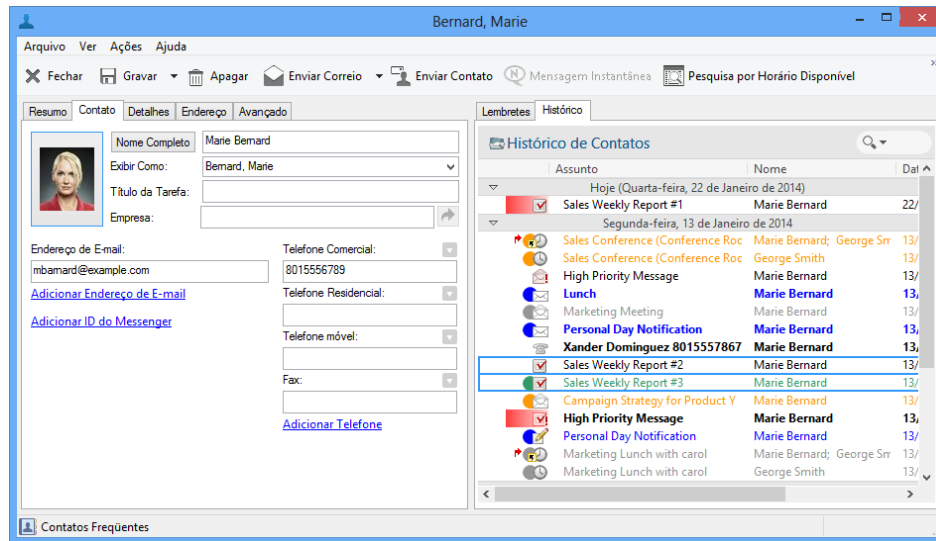 Bernard, Marie
Arquivo Ver Ações Ajuda
Fechar Gravar Apagar Enviar Correio Enviar Contato Mensagem Instantânea Pesquisa por Horário Disponível
Resumo Contato Detalhes Endereço Avançado
Nome Completo Marie Bernard
Exibir Como: Bernard, Marie
Título da Tarefa:
Empresa:
Endereço de E-mail:
mbarnard@example.com
Adicionar Endereço de E-mail
Adicionar ID do Messenger
Telefone Comercial:
8015556789
Telefone Residencial:
Telefone móvel:
Fax:
Adicionar Telefone
Lembretes Histórico
Histórico de Contatos
Assunto Nome Dat
Hoje (Quarta-feira, 22 de Janeiro de 2014)
Sales Weekly Report #1 Marie Bernard 22/
Segunda-feira, 13 de Janeiro de 2014
Sales Conference (Conference Roc Marie Bernard; George Sm 13/
Sales Conference (Conference Roc George Smith 13/
High Priority Message Marie Bernard 13/
Lunch Marie Bernard 13/
Marketing Meeting Marie Bernard 13/
Personal Day Notification Marie Bernard 13/
Xander Dominguez 8015557867 Marie Bernard 13/
Sales Weekly Report #2 Marie Bernard 13/
Sales Weekly Report #3 Marie Bernard 13/
Campaign Strategy for Product Y Marie Bernard 13/
High Priority Message Marie Bernard 13/
Personal Day Notification Marie Bernard 13/
Marketing Lunch with carol Marie Bernard; George Sm 13/
Marketing Lunch with carol George Smith 13/
Contatos Freqüentes